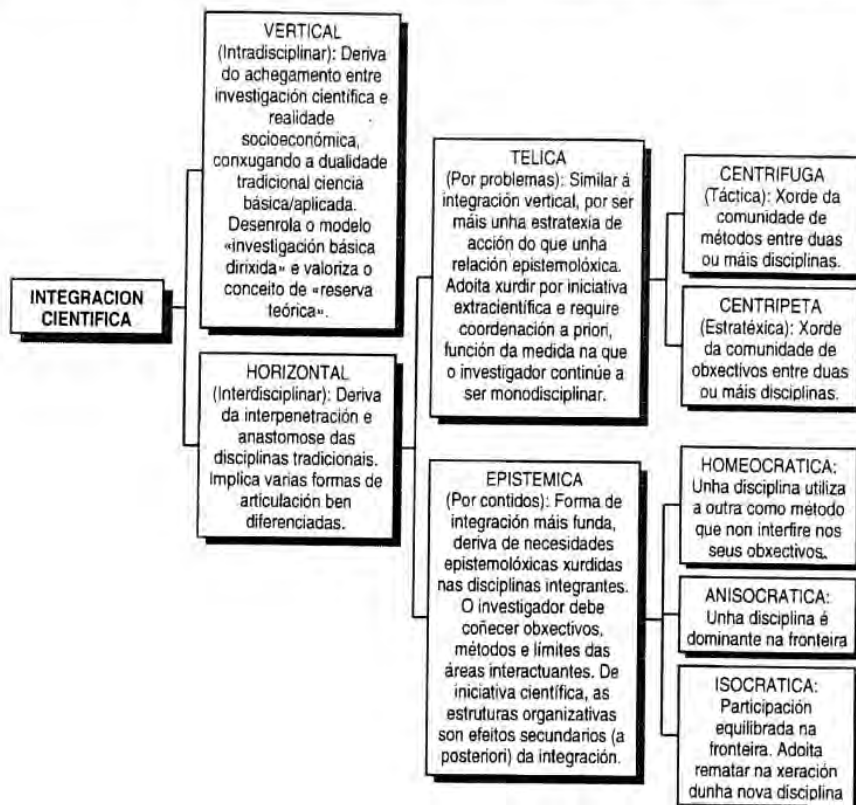 INTEGRACION
CIENTIFICA
VERTICAL
(Intradisciplinar): Deriva
do achegamento entre
investigación científica e
realidade
socioeconómica,
conxugando a dualidade
tradicional ciencia
básica/aplicada.
Desenrola o modelo
«investigación básica
dirixida» e valoriza o
conceito de «reserva
teórica».
HORIZONTAL
(Interdisciplinar): Deriva
da interpenetración e
anastomose das
disciplinas tradicionais.
Implica varias formas de
articulación ben
diferenciadas.
TELICA
(Por problemas): Similar á
integración vertical, por ser
máis unha estratexia de
acción do que unha
relación epistemolóxica.
Adoita xurdir por iniciativa
extracientífica e require
coordenación a priori,
función da medida na que
o investigador continúe a
ser monodisciplinar.
CENTRIFUGA
(Táctica): Xorde da
comunidade de
métodos entre duas
ou máis disciplinas.
CENTRIPETA
(Estratéxica): Xorde
da comunidade de
obxectivos entre duas
ou máis disciplinas.
EPISTEMICA
(Por contidos): Forma de
integración máis funda,
deriva de necesidades
epistemolóxicas xurdidas
nas disciplinas integrantes.
O investigador debe
coñecer obxectivos,
métodos e límites das
áreas interactuantes. De
iniciativa científica, as
estruturas organizativas
son efeitos secundarios (a
posteriori) da integración.
HOMEOCRATICA:
Unha disciplina utiliza
a outra como método
que non interfire nos
seus obxectivos.
ANISOCRATICA:
Unha disciplina é
dominante na fronteira
ISOCRATICA:
Participación
equilibrada na
fronteira. Adoita
rematar na xeración
dunha nova disciplina